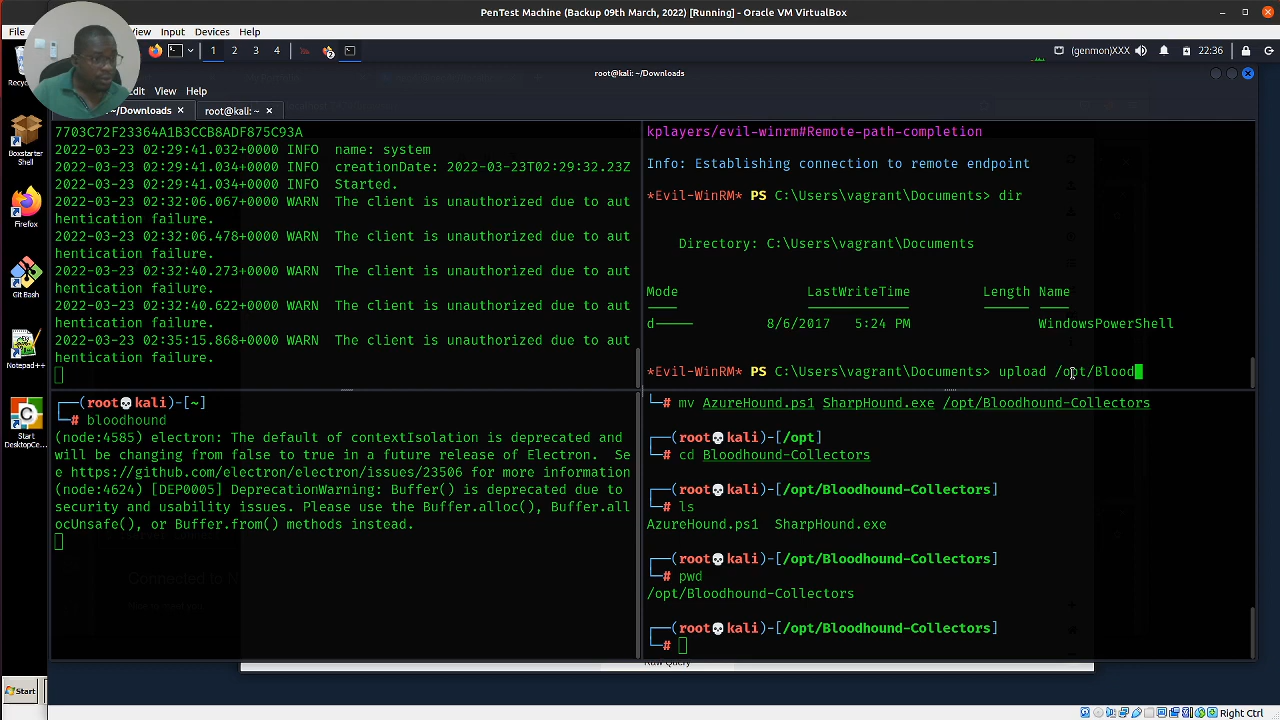 PenTest Machine (Backup 09th March, 2022) [Running] - Oracle VM VirtualBox
File
View Input Devices Help
1 2 3 4
2
(genmon)XXX
22:36
root@kali: ~/Downloads
Edit View Help
~/Downloads
root@kali: ~
7703C72F23364A1B3CCB8ADF875C93A
2022-03-23 02:29:41.032+0000 INFO name: system
2022-03-23 02:29:41.034+0000 INFO creationDate: 2022-03-23T02:29:32.23Z
2022-03-23 02:29:41.034+0000 INFO Started.
2022-03-23 02:32:06.067+0000 WARN The client is unauthorized due to aut
hentication failure.
2022-03-23 02:32:06.478+0000 WARN The client is unauthorized due to aut
hentication failure.
2022-03-23 02:32:40.273+0000 WARN The client is unauthorized due to aut
hentication failure.
2022-03-23 02:32:40.622+0000 WARN The client is unauthorized due to aut
hentication failure.
2022-03-23 02:35:15.868+0000 WARN The client is unauthorized due to aut
hentication failure.
kplayers/evil-winrm#Remote-path-completion
Info: Establishing connection to remote endpoint
*Evil-WinRM* PS C:\Users\vagrant\Documents> dir
Directory: C:\Users\vagrant\Documents
Mode LastWriteTime Length Name
d----- 8/6/2017 5:24 PM WindowsPowerShell
*Evil-WinRM* PS C:\Users\vagrant\Documents> upload /opt/Blood
┌──(root💀kali)-[~]
└─# bloodhound
(node:4585) electron: The default of contextIsolation is deprecated and
will be changing from false to true in a future release of Electron. Se
e https://github.com/electron/electron/issues/23506 for more information
(node:4624) [DEP0005] DeprecationWarning: Buffer() is deprecated due to
security and usability issues. Please use the Buffer.alloc(), Buffer.all
ocUnsafe(), or Buffer.from() methods instead.
└─# mv AzureHound.ps1 SharpHound.exe /opt/Bloodhound-Collectors
┌──(root💀kali)-[/opt]
└─# cd Bloodhound-Collectors
┌──(root💀kali)-[/opt/Bloodhound-Collectors]
└─# ls
AzureHound.ps1 SharpHound.exe
┌──(root💀kali)-[/opt/Bloodhound-Collectors]
└─# pwd
/opt/Bloodhound-Collectors
┌──(root💀kali)-[/opt/Bloodhound-Collectors]
└─#
Boxstarter
Shell
Firefox
Git Bash
Notepad++
Start
DesktopCe...
Connected to N
Raw Query
Start
Right Ctrl